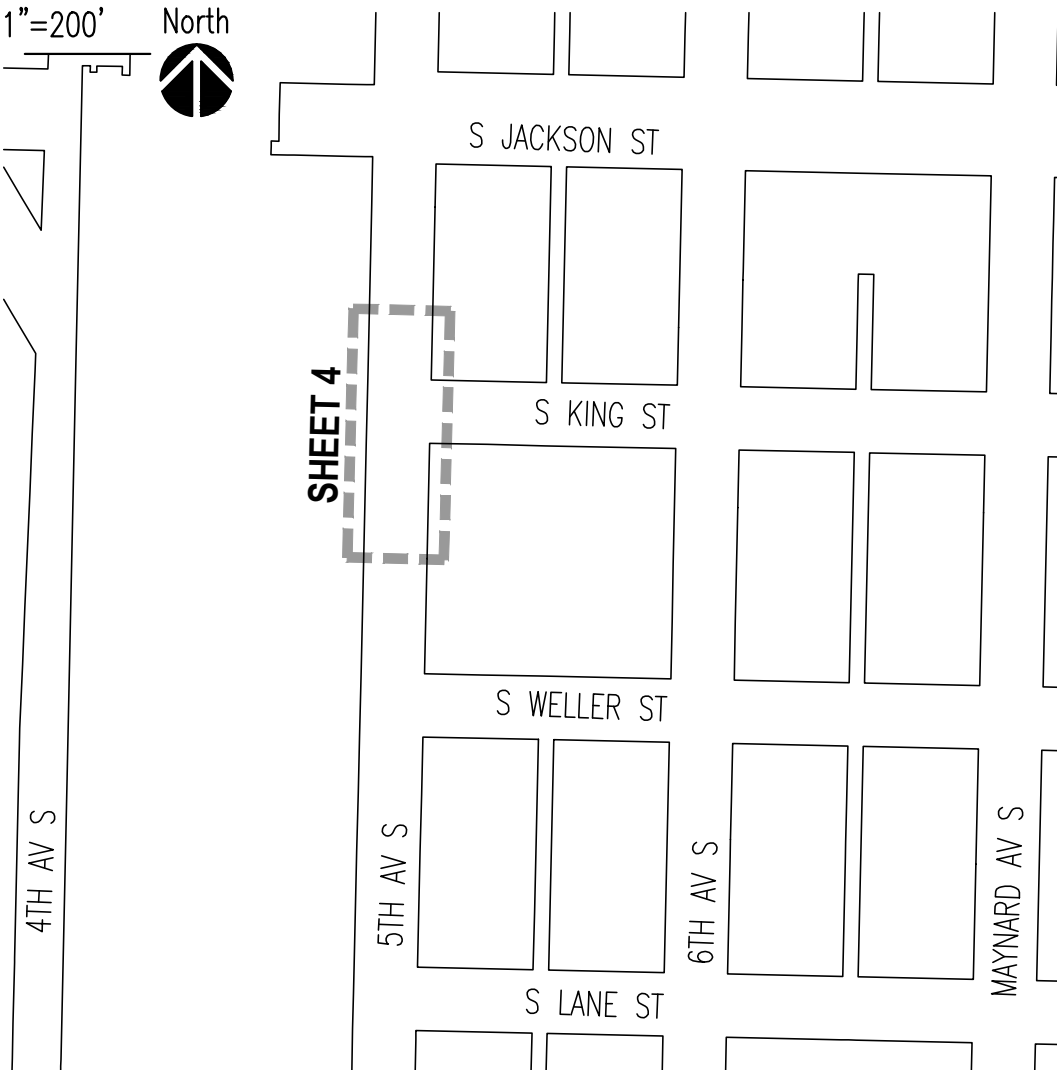 1"=200'
North
S JACKSON ST
SHEET 4
S KING ST
S WELLER ST
4TH AV S
5TH AV S
6TH AV S
MAYNARD AV S
S LANE ST